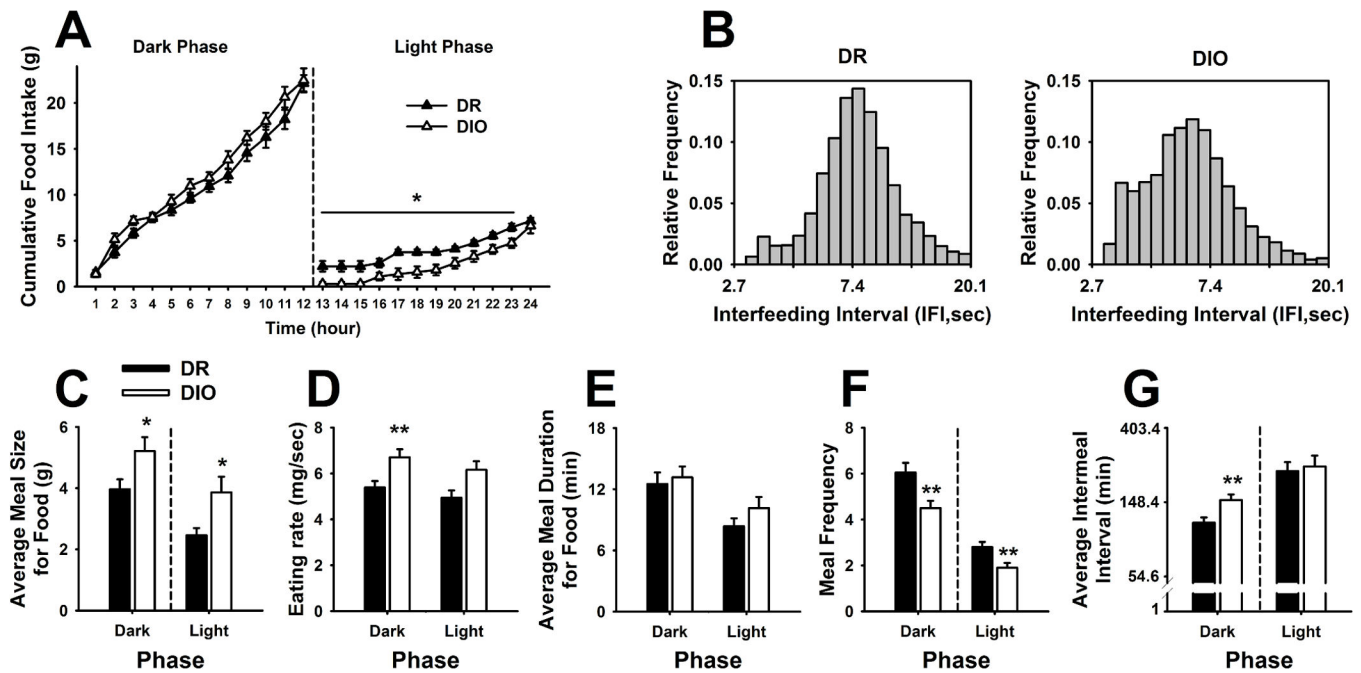 A
Dark Phase
Light Phase
Cumulative Food Intake (g)
20
15
10
5
0
DR
DIO
*
1 2 3 4 5 6 7 8 9 10 11 12 13 14 15 16 17 18 19 20 21 22 23 24
Time (hour)
B
DR
Relative Frequency
0.15
0.10
0.05
0.00
2.7 7.4 20.1
Interfeeding Interval (IFI,sec)
DIO
Relative Frequency
0.15
0.10
0.05
0.00
2.7 7.4 20.1
Interfeeding Interval (IFI,sec)
DR
DIO
C
Average Meal Size
for Food (g)
6
4
2
0
*
*
Dark Light
Phase
D
Eating rate (mg/sec)
8
6
4
2
0
**
Dark Light
Phase
E
Average Meal Duration
for Food (min)
18
12
6
0
Dark Light
Phase
F
Meal Frequency
8
6
4
2
0
**
**
Dark Light
Phase
G
Average Intermeal
Interval (min)
403.4
148.4
54.6
1
**
Dark Light
Phase